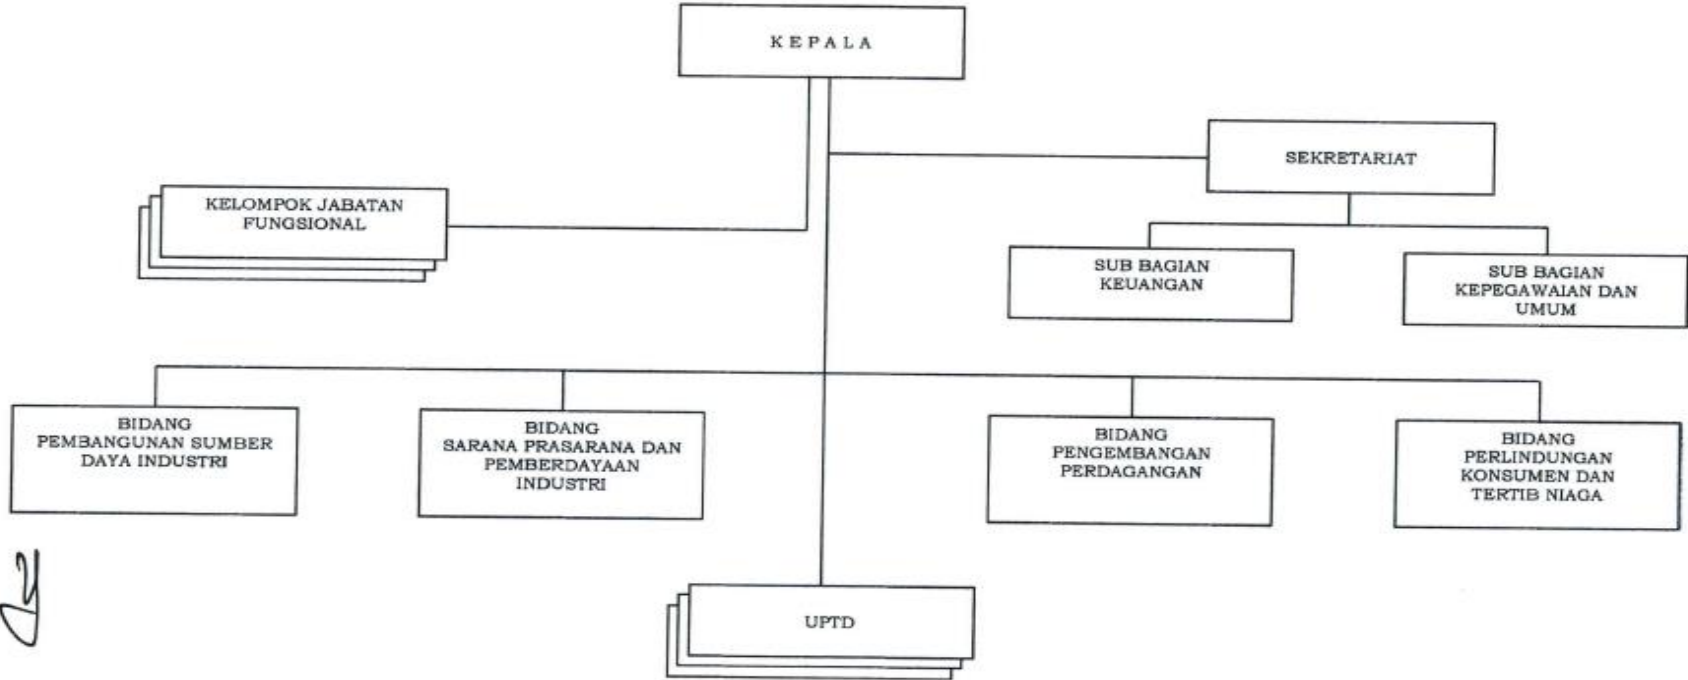 K E P A L A
SEKRETARIAT
KELOMPOK JABATAN
FUNGSIONAL
SUB BAGIAN
KEUANGAN
SUB BAGIAN
KEPEGAWAIAN DAN
UMUM
BIDANG
PEMBANGUNAN SUMBER
DAYA INDUSTRI
BIDANG
SARANA PRASARANA DAN
PEMBERDAYAAN
INDUSTRI
BIDANG
PENGEMBANGAN
PERDAGANGAN
BIDANG
PERLINDUNGAN
KONSUMEN DAN
TERTIB NIAGA
UPTD